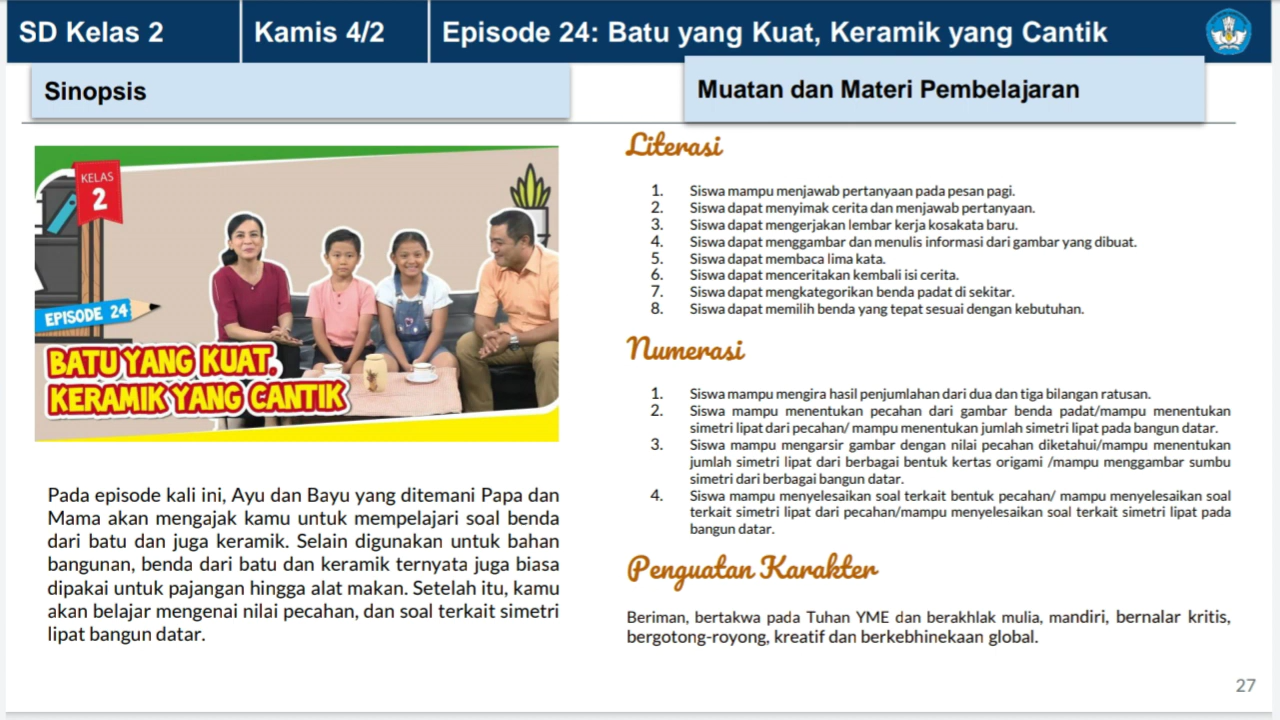 SD Kelas 2
Kamis 4/2
Episode 24: Batu yang Kuat, Keramik yang Cantik
Sinopsis
KELAS
2
EPISODE 24
BATU YANG KUAT,
KERAMIK YANG CANTIK
Pada episode kali ini, Ayu dan Bayu yang ditemani Papa dan
Mama akan mengajak kamu untuk mempelajari soal benda
dari batu dan juga keramik. Selain digunakan untuk bahan
bangunan, benda dari batu dan keramik ternyata juga biasa
dipakai untuk pajangan hingga alat makan. Setelah itu, kamu
akan belajar mengenai nilai pecahan, dan soal terkait simetri
lipat bangun datar.
Muatan dan Materi Pembelajaran
Literasi
1. Siswa mampu menjawab pertanyaan pada pesan pagi.
2. Siswa dapat menyimak cerita dan menjawab pertanyaan.
3. Siswa dapat mengerjakan lembar kerja kosakata baru.
4. Siswa dapat menggambar dan menulis informasi dari gambar yang dibuat.
5. Siswa dapat membaca lima kata.
6. Siswa dapat menceritakan kembali isi cerita.
7. Siswa dapat mengkategorikan benda padat di sekitar.
8. Siswa dapat memilih benda yang tepat sesuai dengan kebutuhan.
Numerasi
1. Siswa mampu mengira hasil penjumlahan dari dua dan tiga bilangan ratusan.
2. Siswa mampu menentukan pecahan dari gambar benda padat/mampu menentukan
simetri lipat dari pecahan/ mampu menentukan jumlah simetri lipat pada bangun datar.
3. Siswa mampu mengarsir gambar dengan nilai pecahan diketahui/mampu menentukan
jumlah simetri lipat dari berbagai bentuk kertas origami /mampu menggambar sumbu
simetri dari berbagai bangun datar.
4. Siswa mampu menyelesaikan soal terkait bentuk pecahan/ mampu menyelesaikan soal
terkait simetri lipat dari pecahan/mampu menyelesaikan soal terkait simetri lipat pada
bangun datar.
Penguatan Karakter
Beriman, bertakwa pada Tuhan YME dan berakhlak mulia, mandiri, bernalar kritis,
bergotong-royong, kreatif dan berkebhinekaan global.
27